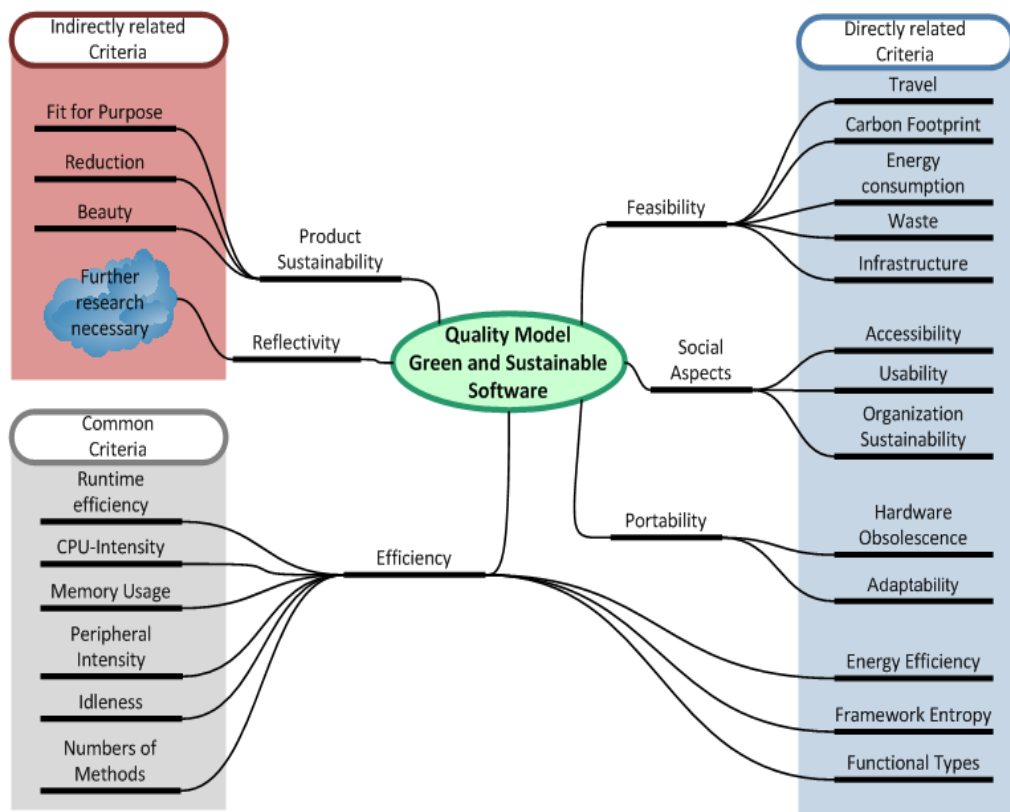 Indirectly related
Criteria
Fit for Purpose
Reduction
Beauty
Further
research
necessary
Product
Sustainability
Reflectivity
Common
Criteria
Runtime
efficiency
CPU-Intensity
Memory Usage
Peripheral
Intensity
Idleness
Numbers of
Methods
Efficiency
Quality Model
Green and Sustainable
Software
Feasibility
Social
Aspects
Portability
Directly related
Criteria
Travel
Carbon Footprint
Energy
consumption
Waste
Infrastructure
Accessibility
Usability
Organization
Sustainability
Hardware
Obsolescence
Adaptability
Energy Efficiency
Framework Entropy
Functional Types